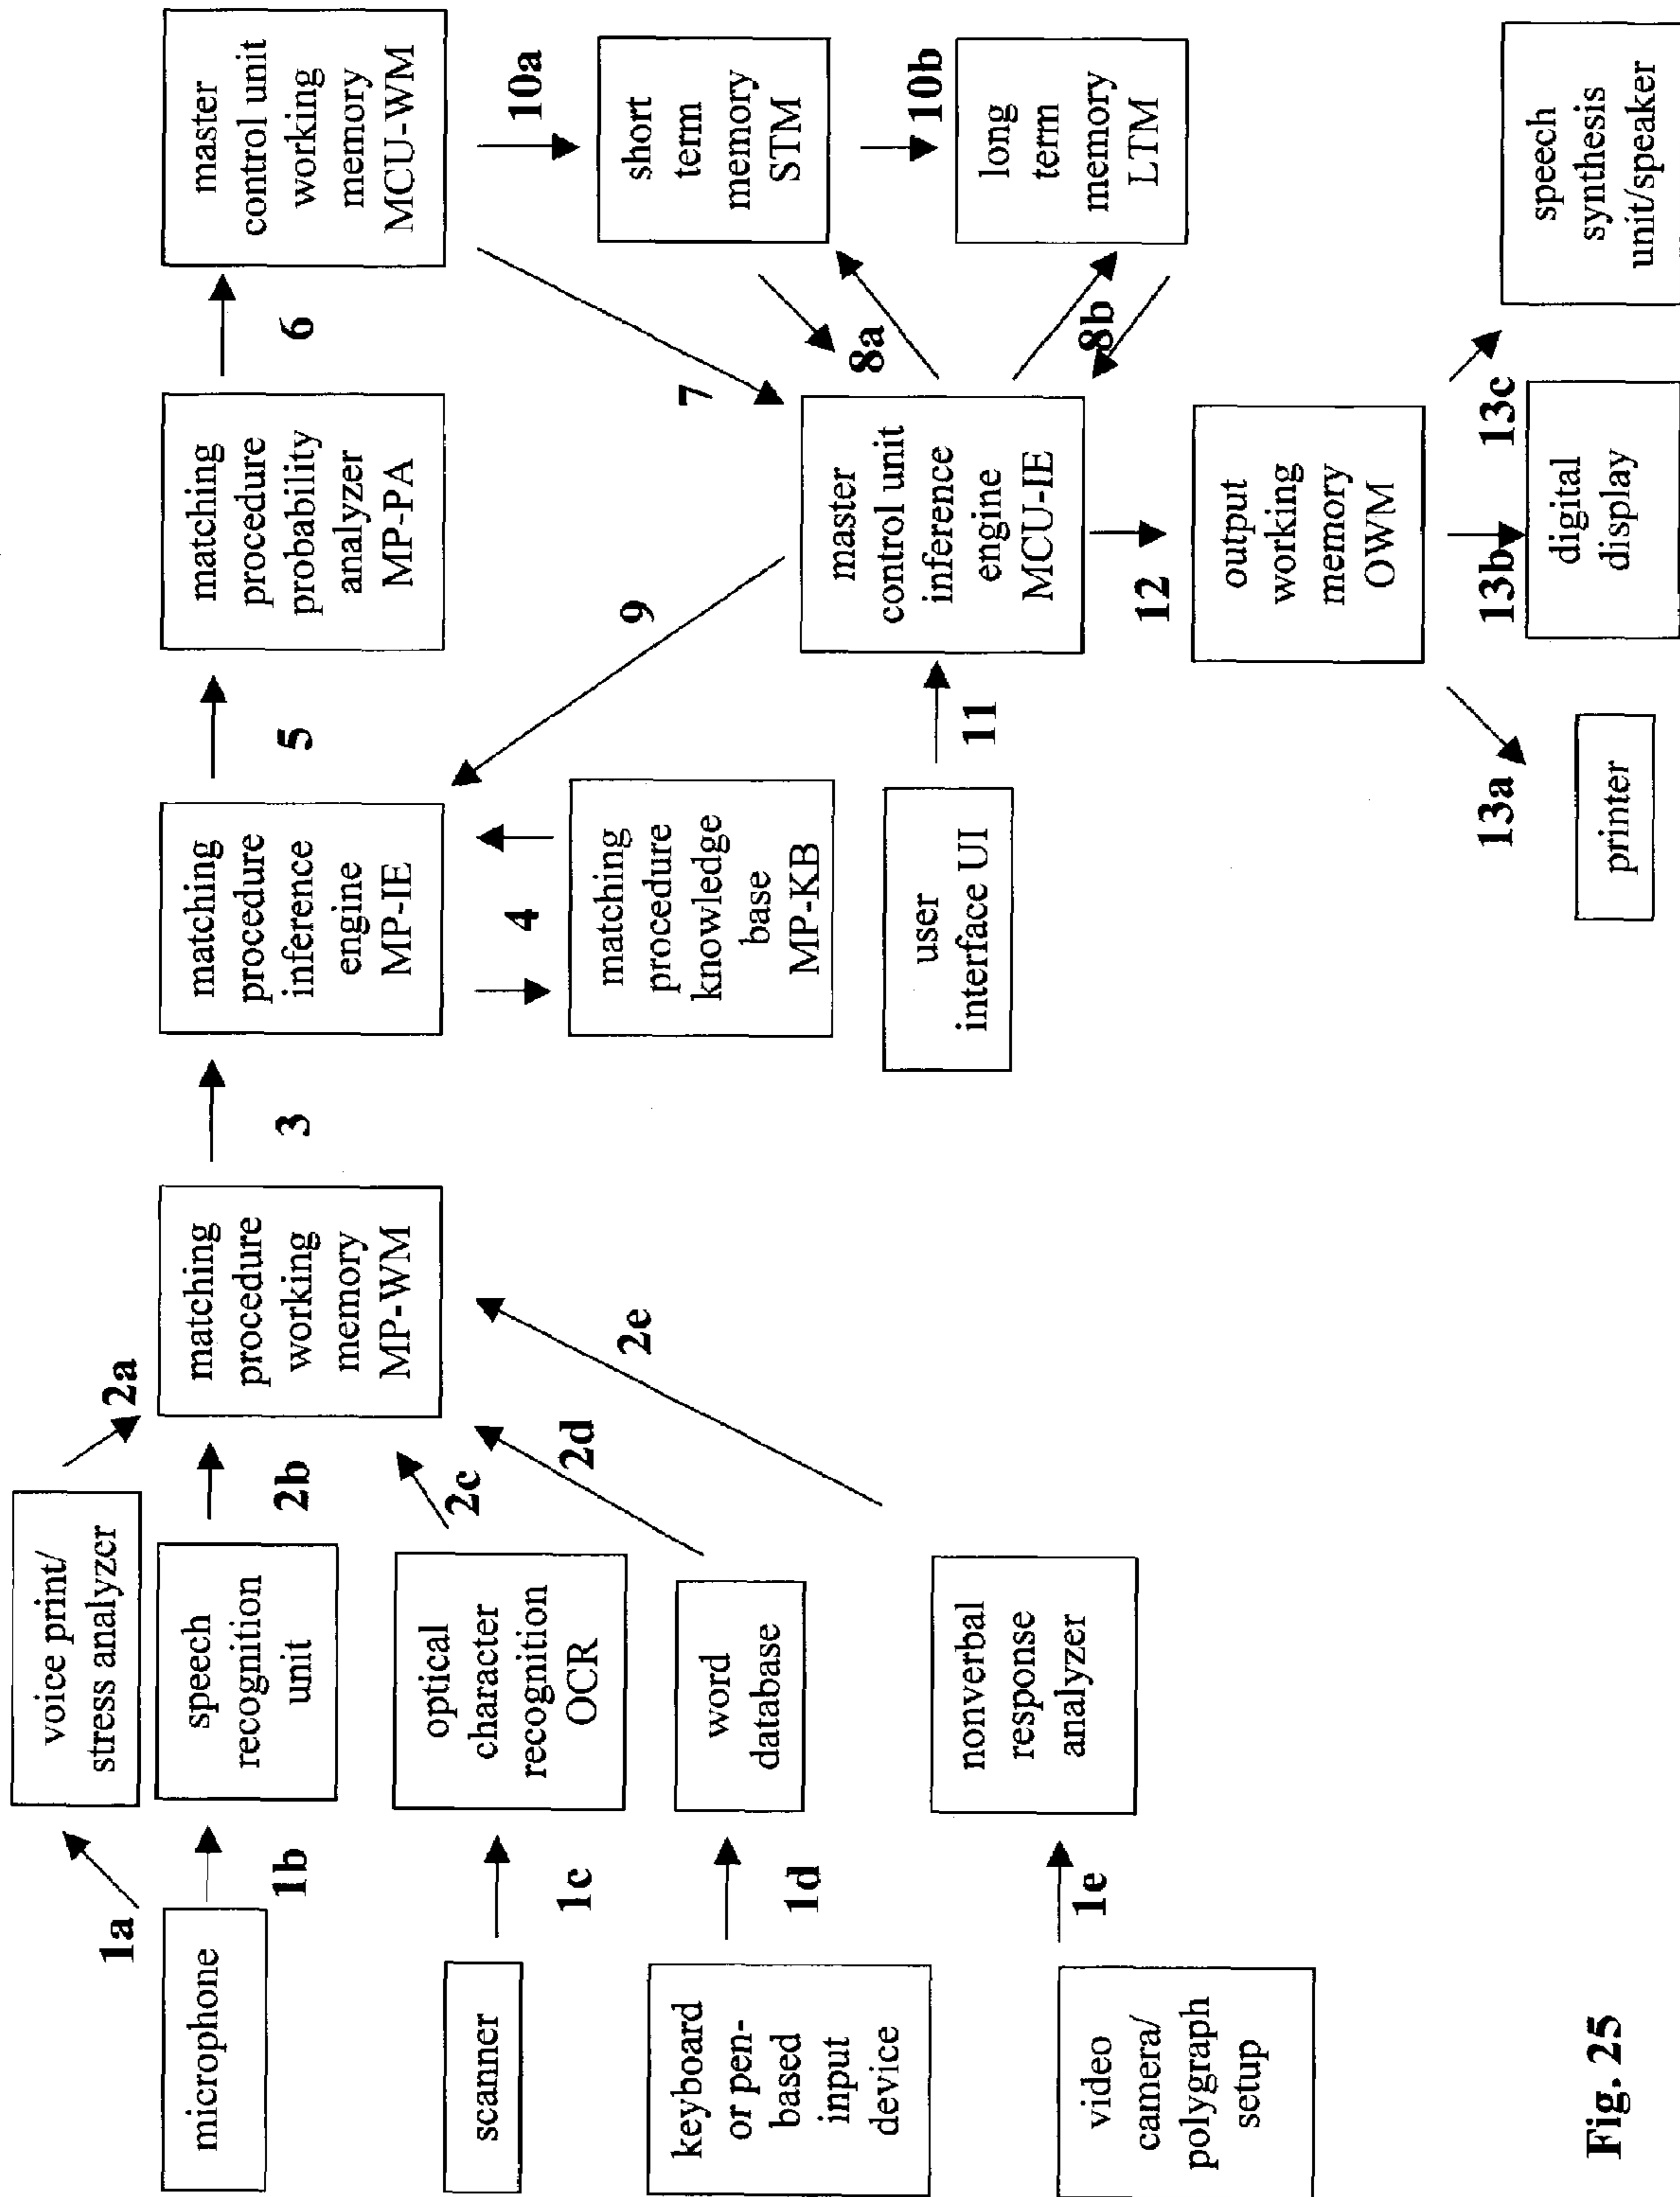 1a
voice print/
stress analyzer
2a
microphone
1b
speech
recognition
unit
2b
matching
procedure
working
memory
MP-WM
3
matching
procedure
inference
engine
MP-IE
5
matching
procedure
probability
analyzer
MP-PA
6
master
control unit
working
memory
MCU-WM
scanner
1c
optical
character
recognition
OCR
2c
4
9
7
10a
keyboard
or pen-
based
input
device
1d
word
database
2d
matching
procedure
knowledge
base
MP-KB
short
term
memory
STM
8a
10b
video
camera/
polygraph
setup
1e
nonverbal
response
analyzer
2e
user
interface UI
11
master
control unit
inference
engine
MCU-IE
8b
long
term
memory
LTM
12
output
working
memory
OWM
13a
13b
13c
printer
digital
display
speech
synthesis
unit/speaker
Fig. 25